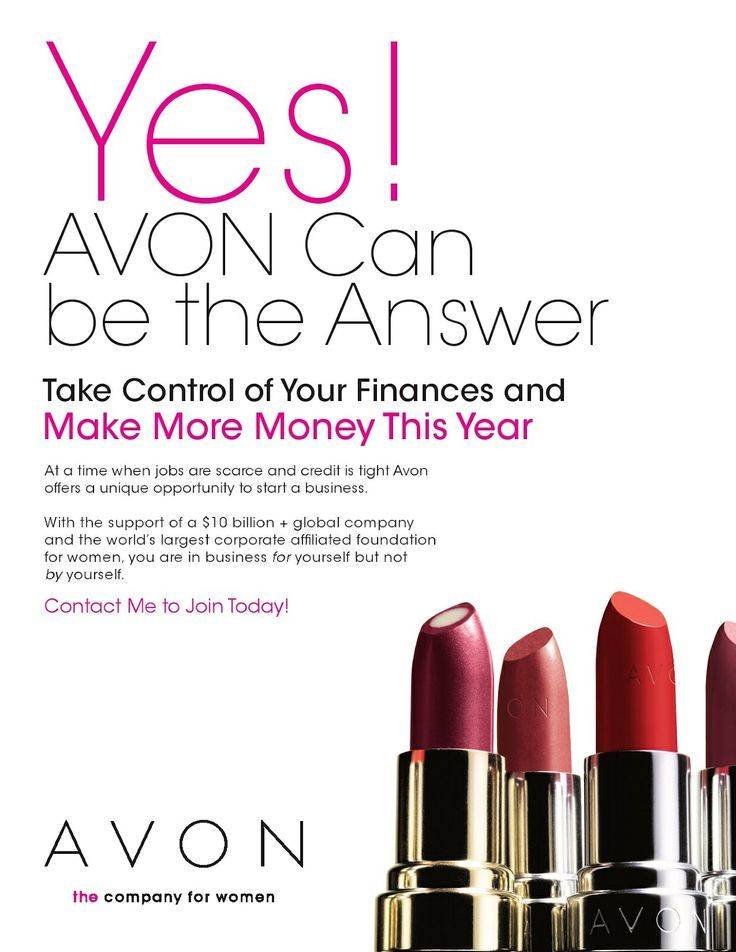 Yes!
AVON Can
be the Answer
Take Control of Your Finances and
Make More Money This Year
At a time when jobs are scarce and credit is tight Avon
offers a unique opportunity to start a business.
With the support of a $10 billion + global company
and the world's largest corporate affiliated foundation
for women, you are in business for yourself but not
by yourself.
Contact Me to Join Today!
AVON
the company for women
ON
AVO
AVON